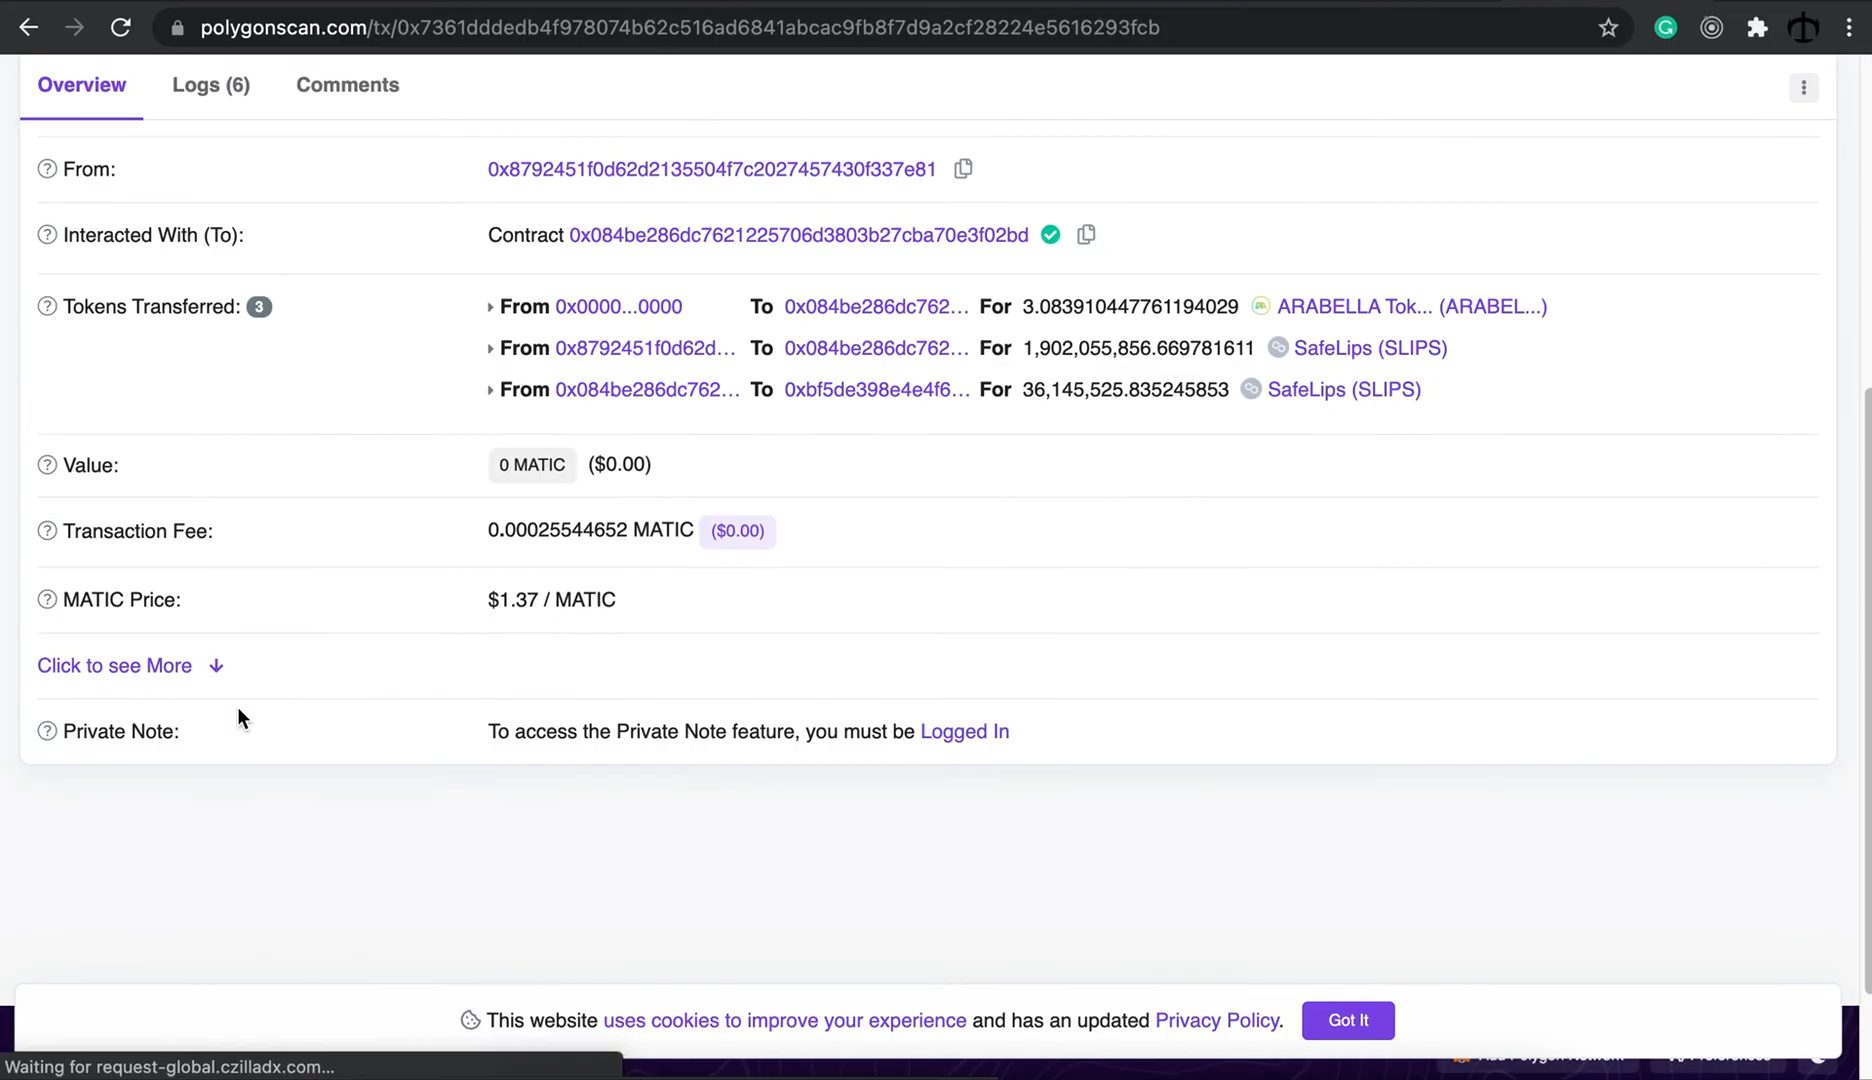 polygonscan.com/tx/0x7361dddedb4f978074b62c516ad6841abcac9fb8f7d9a2cf28224e5616293fcb
Overview Logs (6) Comments
From: 0x8792451f0d62d2135504f7c2027457430f337e81
Interacted With (To): Contract 0x084be286dc7621225706d3803b27cba70e3f02bd
Tokens Transferred: 3 From 0x0000...0000 To 0x084be286dc762... For 3.083910447761194029 ARABELLA Tok... (ARABEL...)
From 0x8792451f0d62d... To 0x084be286dc762... For 1,902,055,856.669781611 SafeLips (SLIPS)
From 0x084be286dc762... To 0xbf5de398e4e4f6... For 36,145,525.835245853 SafeLips (SLIPS)
Value: 0 MATIC ($0.00)
Transaction Fee: 0.00025544652 MATIC ($0.00)
MATIC Price: $1.37 / MATIC
Click to see More
Private Note: To access the Private Note feature, you must be Logged In
This website uses cookies to improve your experience and has an updated Privacy Policy. Got It
Waiting for request-global.czilladx.com...